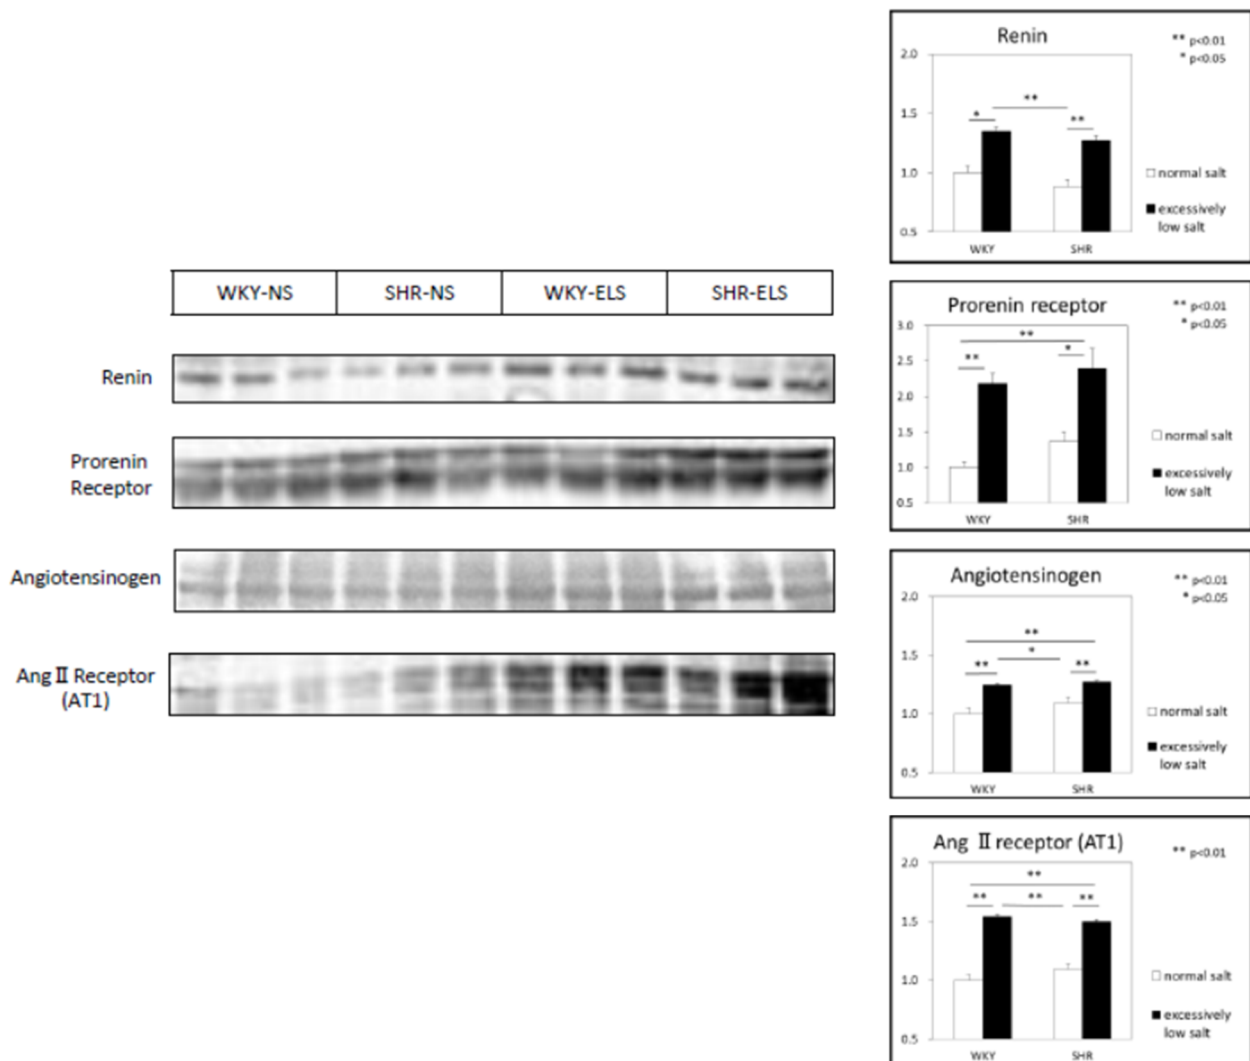 WKY-NS SHR-NS WKY-ELS SHR-ELS
Renin
Prorenin
Receptor
Angiotensinogen
Ang Ⅱ Receptor
(AT1)
Renin
** p<0.01
* p<0.05
2.0
** 
1.5
* **
1.0
□ normal salt
■ excessively
low salt
0.5
WKY SHR
Prorenin receptor
** p<0.01
* p<0.05
3.0
**
** *
2.5
2.0
1.5
□ normal salt
1.0
■ excessively
low salt
0.5
WKY SHR
Angiotensinogen
** p<0.01
* p<0.05
2.0
**
1.5
*
** **
1.0
□ normal salt
■ excessively
low salt
0.5
WKY SHR
Ang Ⅱ receptor (AT1)
** p<0.01
2.0
**
** ** **
1.5
1.0
□ normal salt
■ excessively
low salt
0.5
WKY SHR